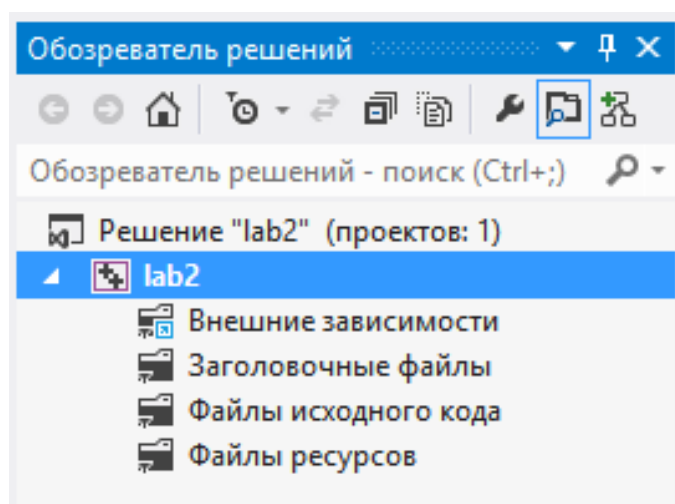 Обозреватель решений
Обозреватель решений - поиск (Ctrl+;)
Решение "lab2" (проектов: 1)
lab2
Внешние зависимости
Заголовочные файлы
Файлы исходного кода
Файлы ресурсов